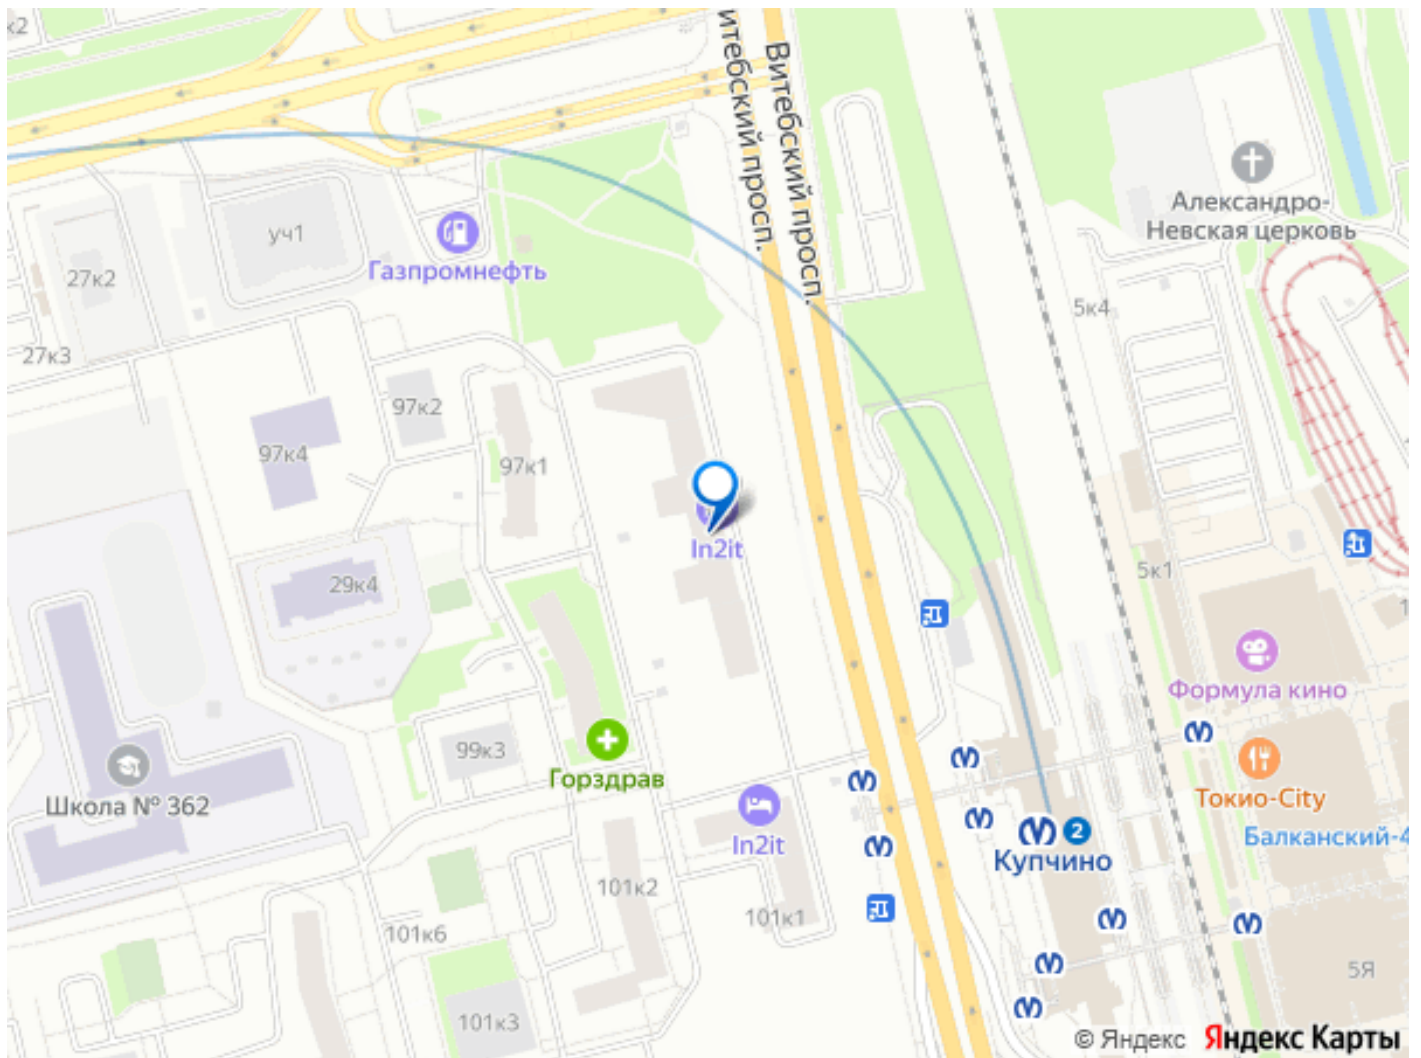 к2
Витебский просп.
итебский просп.
Александро-
Невская церковь
уч1
Газпромнефть
27к2
5к4
27к3
97к2
97к4
97к1
In2it
29к4
5к1
1
Формула кино
Горздрав
99к3
Школа № 362
Токио-City
In2it
2
Купчино
Балканский-4
101к2
101к1
101к6
5Я
101к3
© Яндекс Яндекс Карты